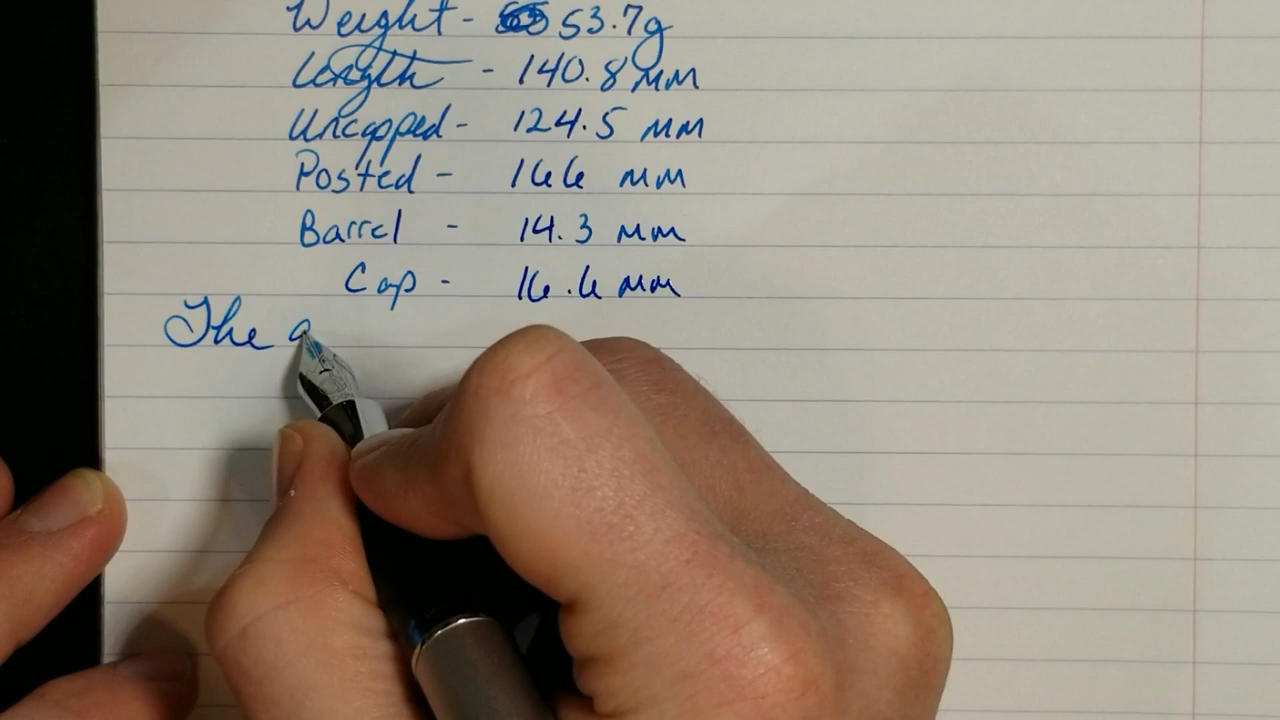 Weight - 53.7g
Length - 140.8 mm
Uncapped - 124.5 mm
Posted - 166 mm
Barrel - 14.3 mm
Cap - 16.6 mm
The